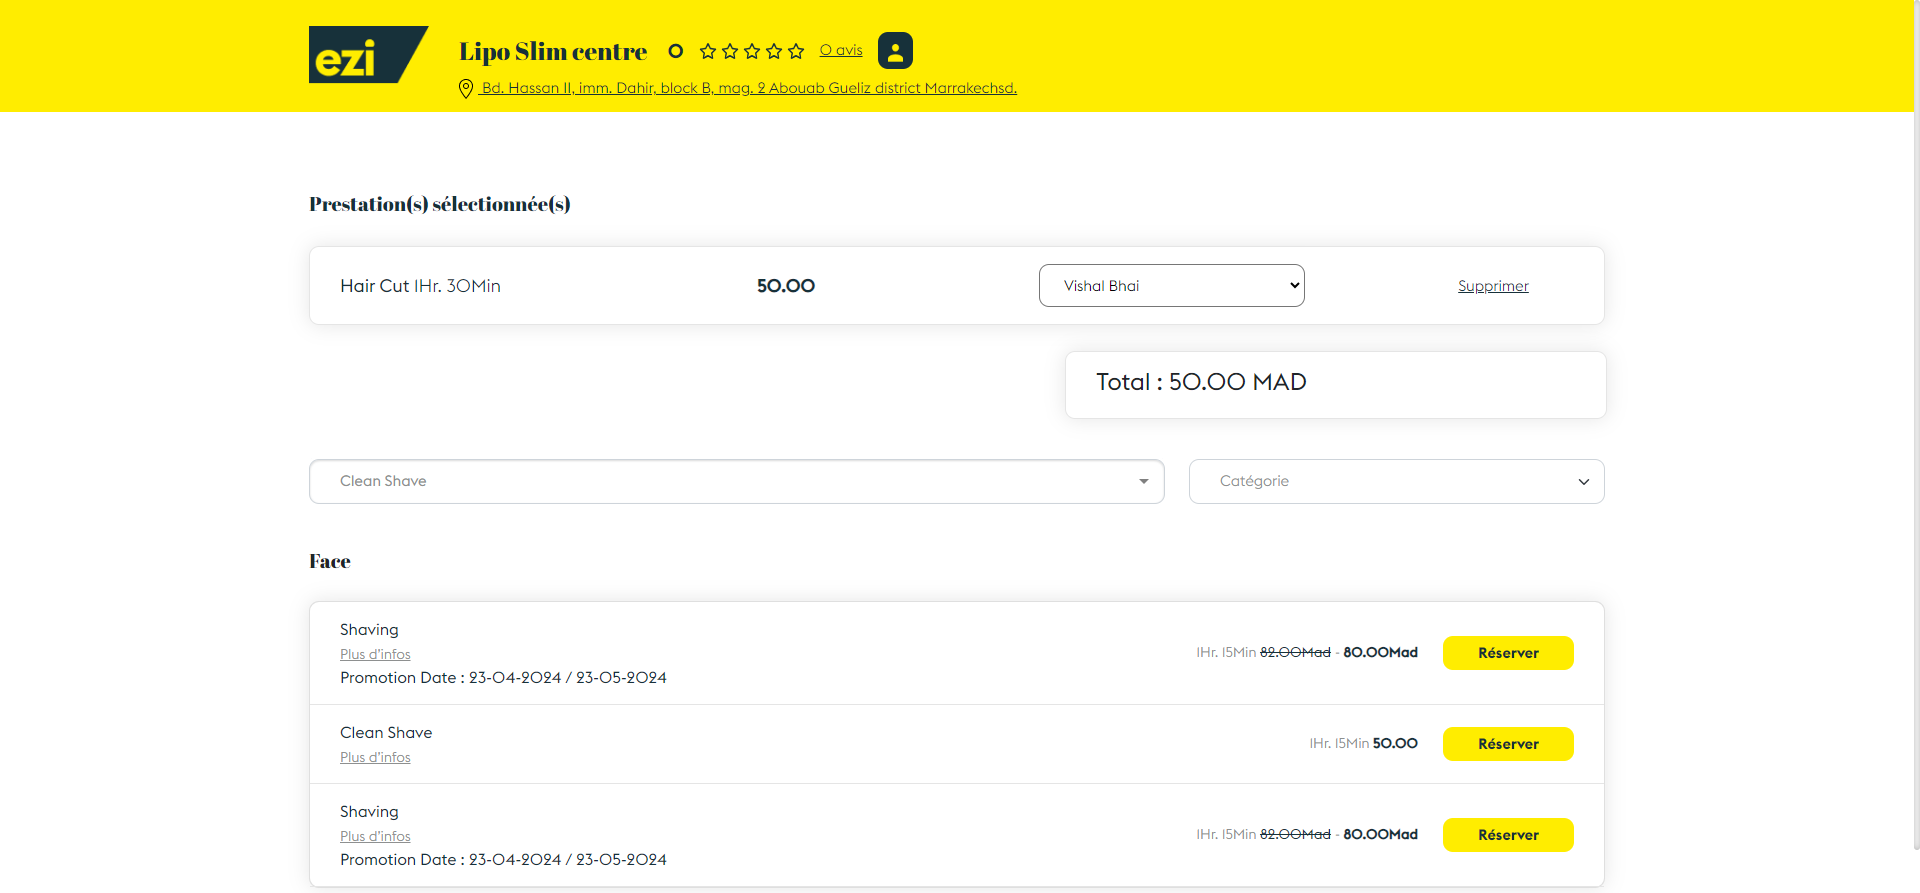 ezi
Lipo Slim centre 0 0 avis
Bd. Hassan II, imm. Dahir, block B, mag. 2 Abouab Gueliz district Marrakechsd.
Prestation(s) sélectionnée(s)
Hair Cut 1Hr. 30Min 50.00 Vishal Bhai Supprimer
Total : 50.00 MAD
Clean Shave Catégorie
Face
Shaving
Plus d'infos
Promotion Date : 23-04-2024 / 23-05-2024
1Hr. 15Min 82.00Mad - 80.00Mad Réserver
Clean Shave
Plus d'infos
1Hr. 15Min 50.00 Réserver
Shaving
Plus d'infos
Promotion Date : 23-04-2024 / 23-05-2024
1Hr. 15Min 82.00Mad - 80.00Mad Réserver